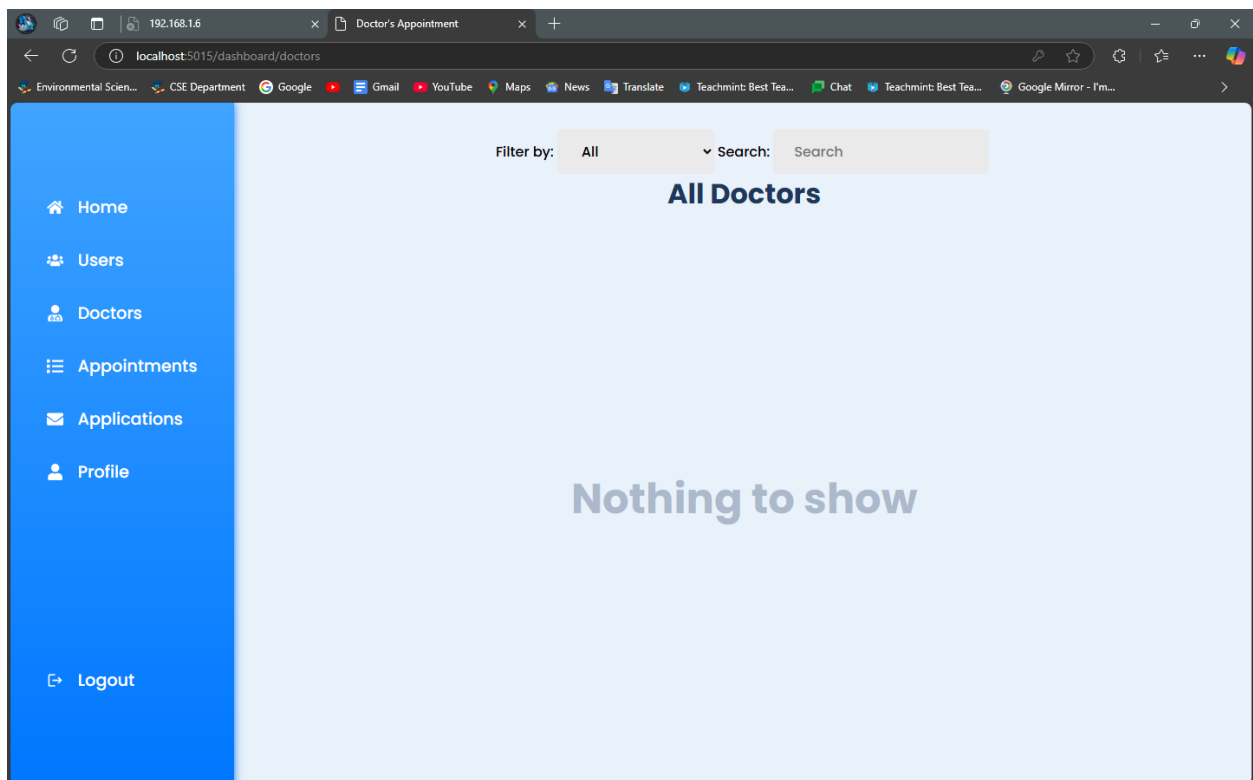 192.168.1.6
Doctor's Appointment
localhost:5015/dashboard/doctors
Environmental Scien... CSE Department Google Gmail YouTube Maps News Translate Teachmint: Best Tea... Chat Teachmint: Best Tea... Google Mirror - I'm...
Filter by: All Search: Search
All Doctors
Home
Users
Doctors
Appointments
Applications
Profile
Nothing to show
Logout